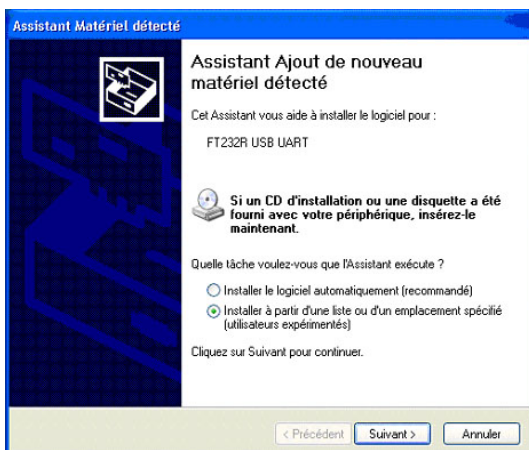 Assistant Matériel détecté
Assistant Ajout de nouveau
matériel détecté
Cet Assistant vous aide à installer le logiciel pour :
FT232R USB UART
Si un CD d'installation ou une disquette a été
fourni avec votre périphérique, insérez-le
maintenant.
Quelle tâche voulez-vous que l'Assistant exécute ?
Installer le logiciel automatiquement (recommandé)
Installer à partir d'une liste ou d'un emplacement spécifié
(utilisateurs expérimentés)
Cliquez sur Suivant pour continuer.
< Précédent Suivant > Annuler